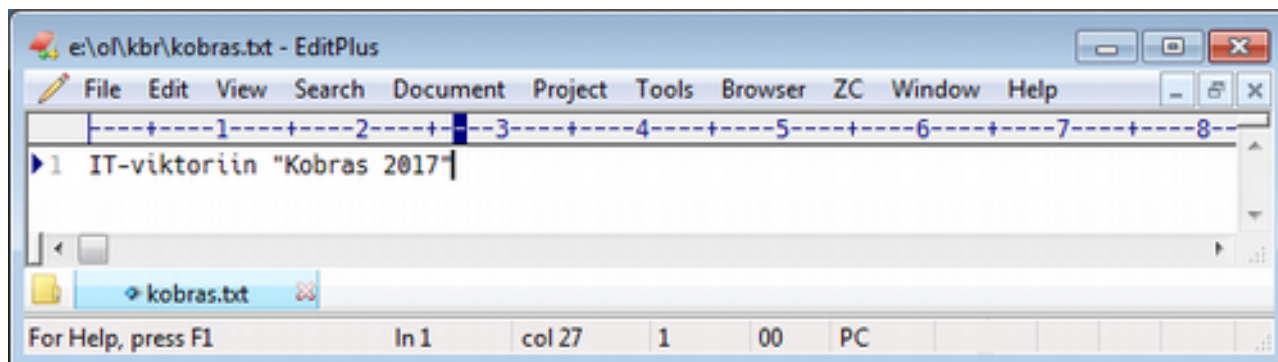 e:\ol\kbr\kobras.txt - EditPlus
File Edit View Search Document Project Tools Browser ZC Window Help
----+----1----+----2----+----3----+----4----+----5----+----6----+----7----+----8--
1 IT-viktoriin "Kobras 2017"
kobras.txt
For Help, press F1 ln 1 col 27 1 00 PC